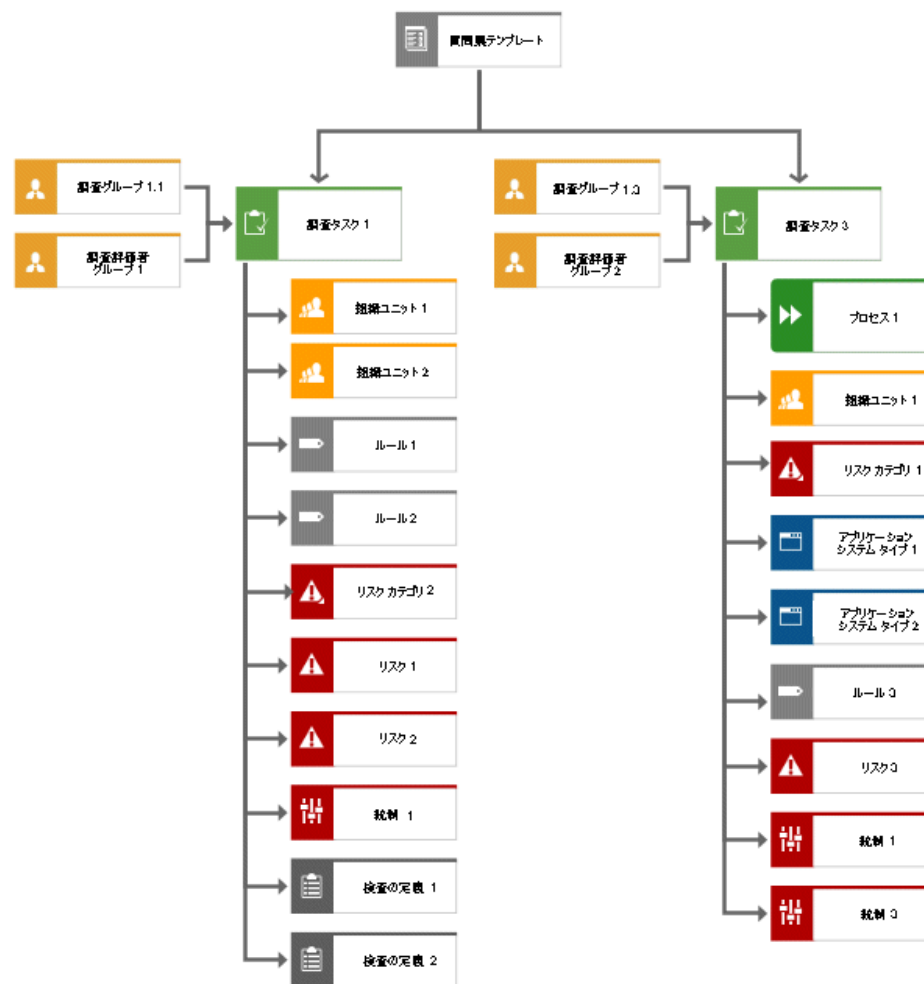 質問票テンプレート
調査グループ 1.1
調査評価者
グループ 1
調査タスク 1
組織ユニット 1
組織ユニット 2
ルール 1
ルール 2
リスク カテゴリ 2
リスク 1
リスク 2
統制 1
検査の定義 1
検査の定義 2
調査グループ 1.3
調査評価者
グループ 2
調査タスク 3
プロセス 1
組織ユニット 1
リスク カテゴリ 1
アプリケーション
システム タイプ 1
アプリケーション
システム タイプ 2
ルール 3
リスク 3
統制 1
統制 3